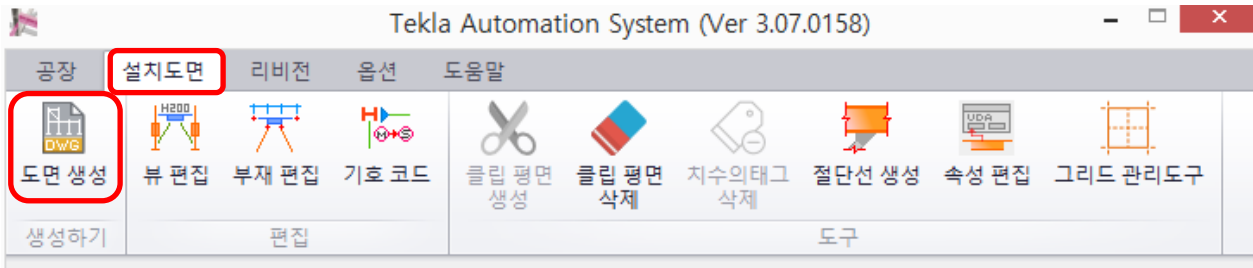 Tekla Automation System (Ver 3.07.0158)
공장 설치도면 리비전 옵션 도움말
H200 H M S UDA
DWG
도면 생성 뷰 편집 부재 편집 기호 코드 클립 평면 생성 클립 평면 삭제 치수의태그 삭제 절단선 생성 속성 편집 그리드 관리도구
생성하기 편집 도구